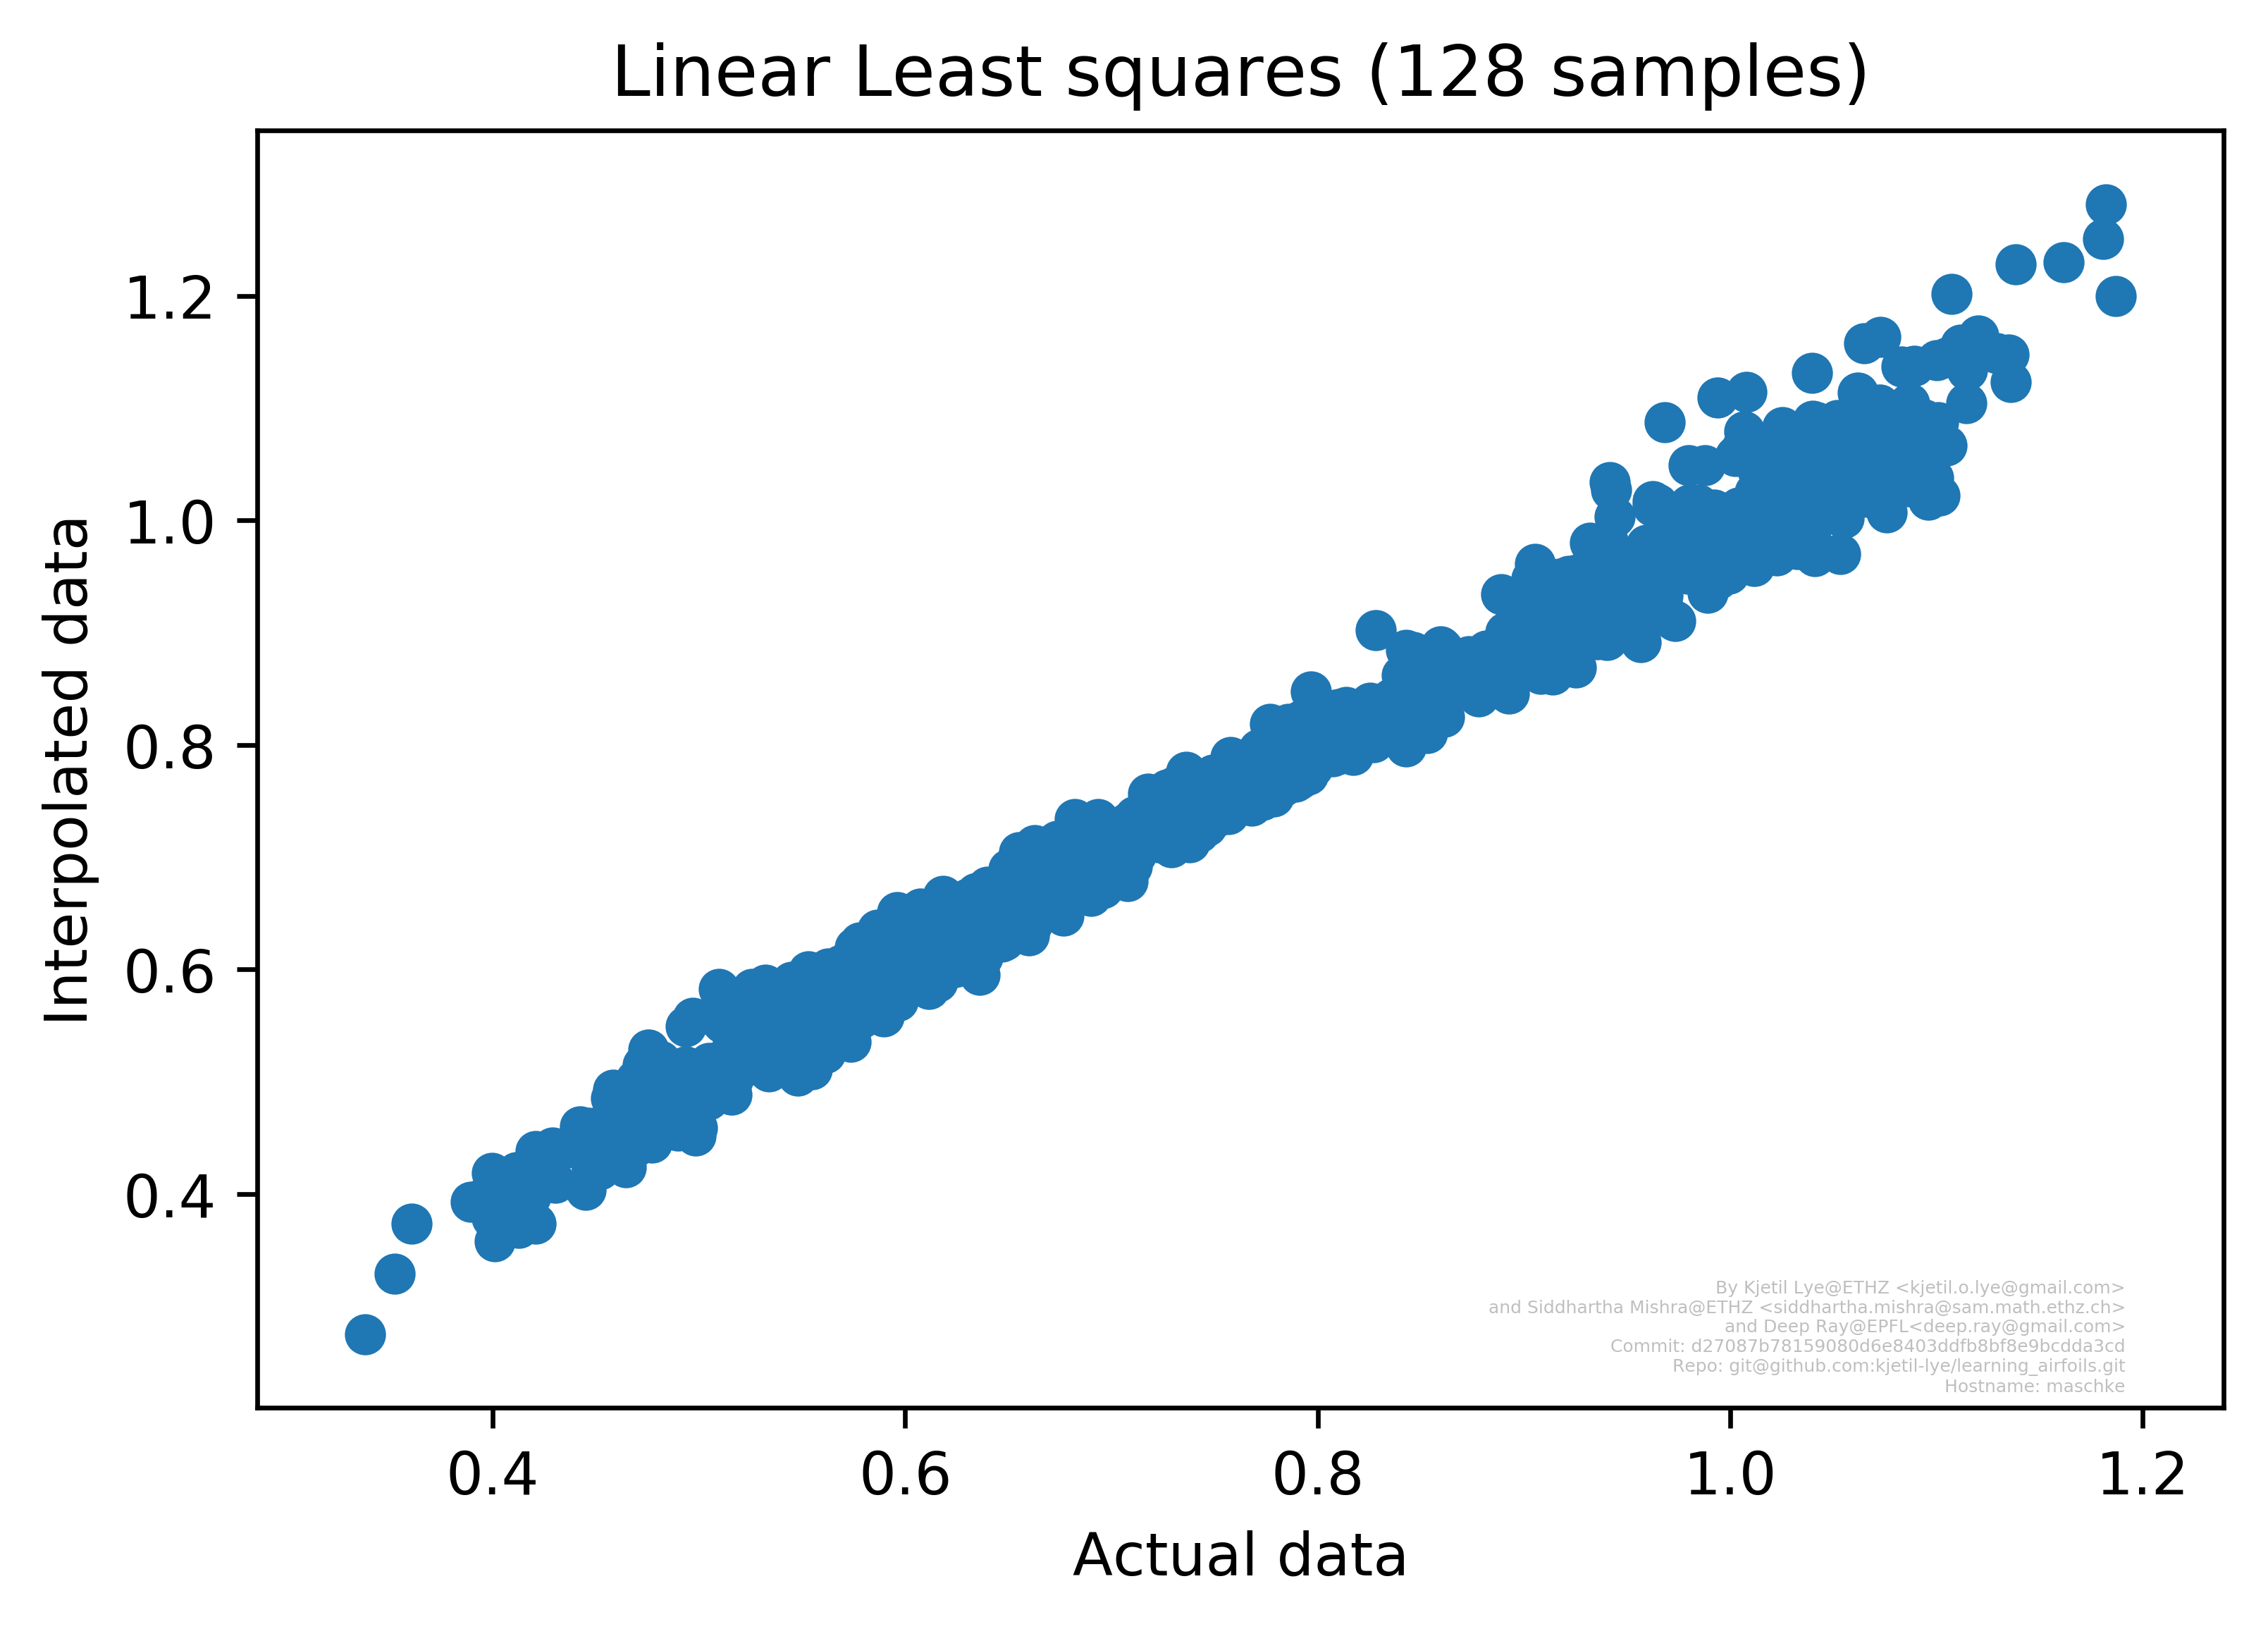 Linear Least squares (128 samples)
1.2
1.0
0.8
0.6
0.4
Interpolated data
0.4 0.6 0.8 1.0 1.2
Actual data
By Kjetil Lye@ETHZ <kjetil.o.lye@gmail.com>
and Siddhartha Mishra@ETHZ <siddhartha.mishra@sam.math.ethz.ch>
and Deep Ray@EPFL<deep.ray@gmail.com>
Commit: d27087b78159080d6e8403ddfb8bf8e9bcdda3cd
Repo: git@github.com:kjetil-lye/learning_airfoils.git
Hostname: maschke